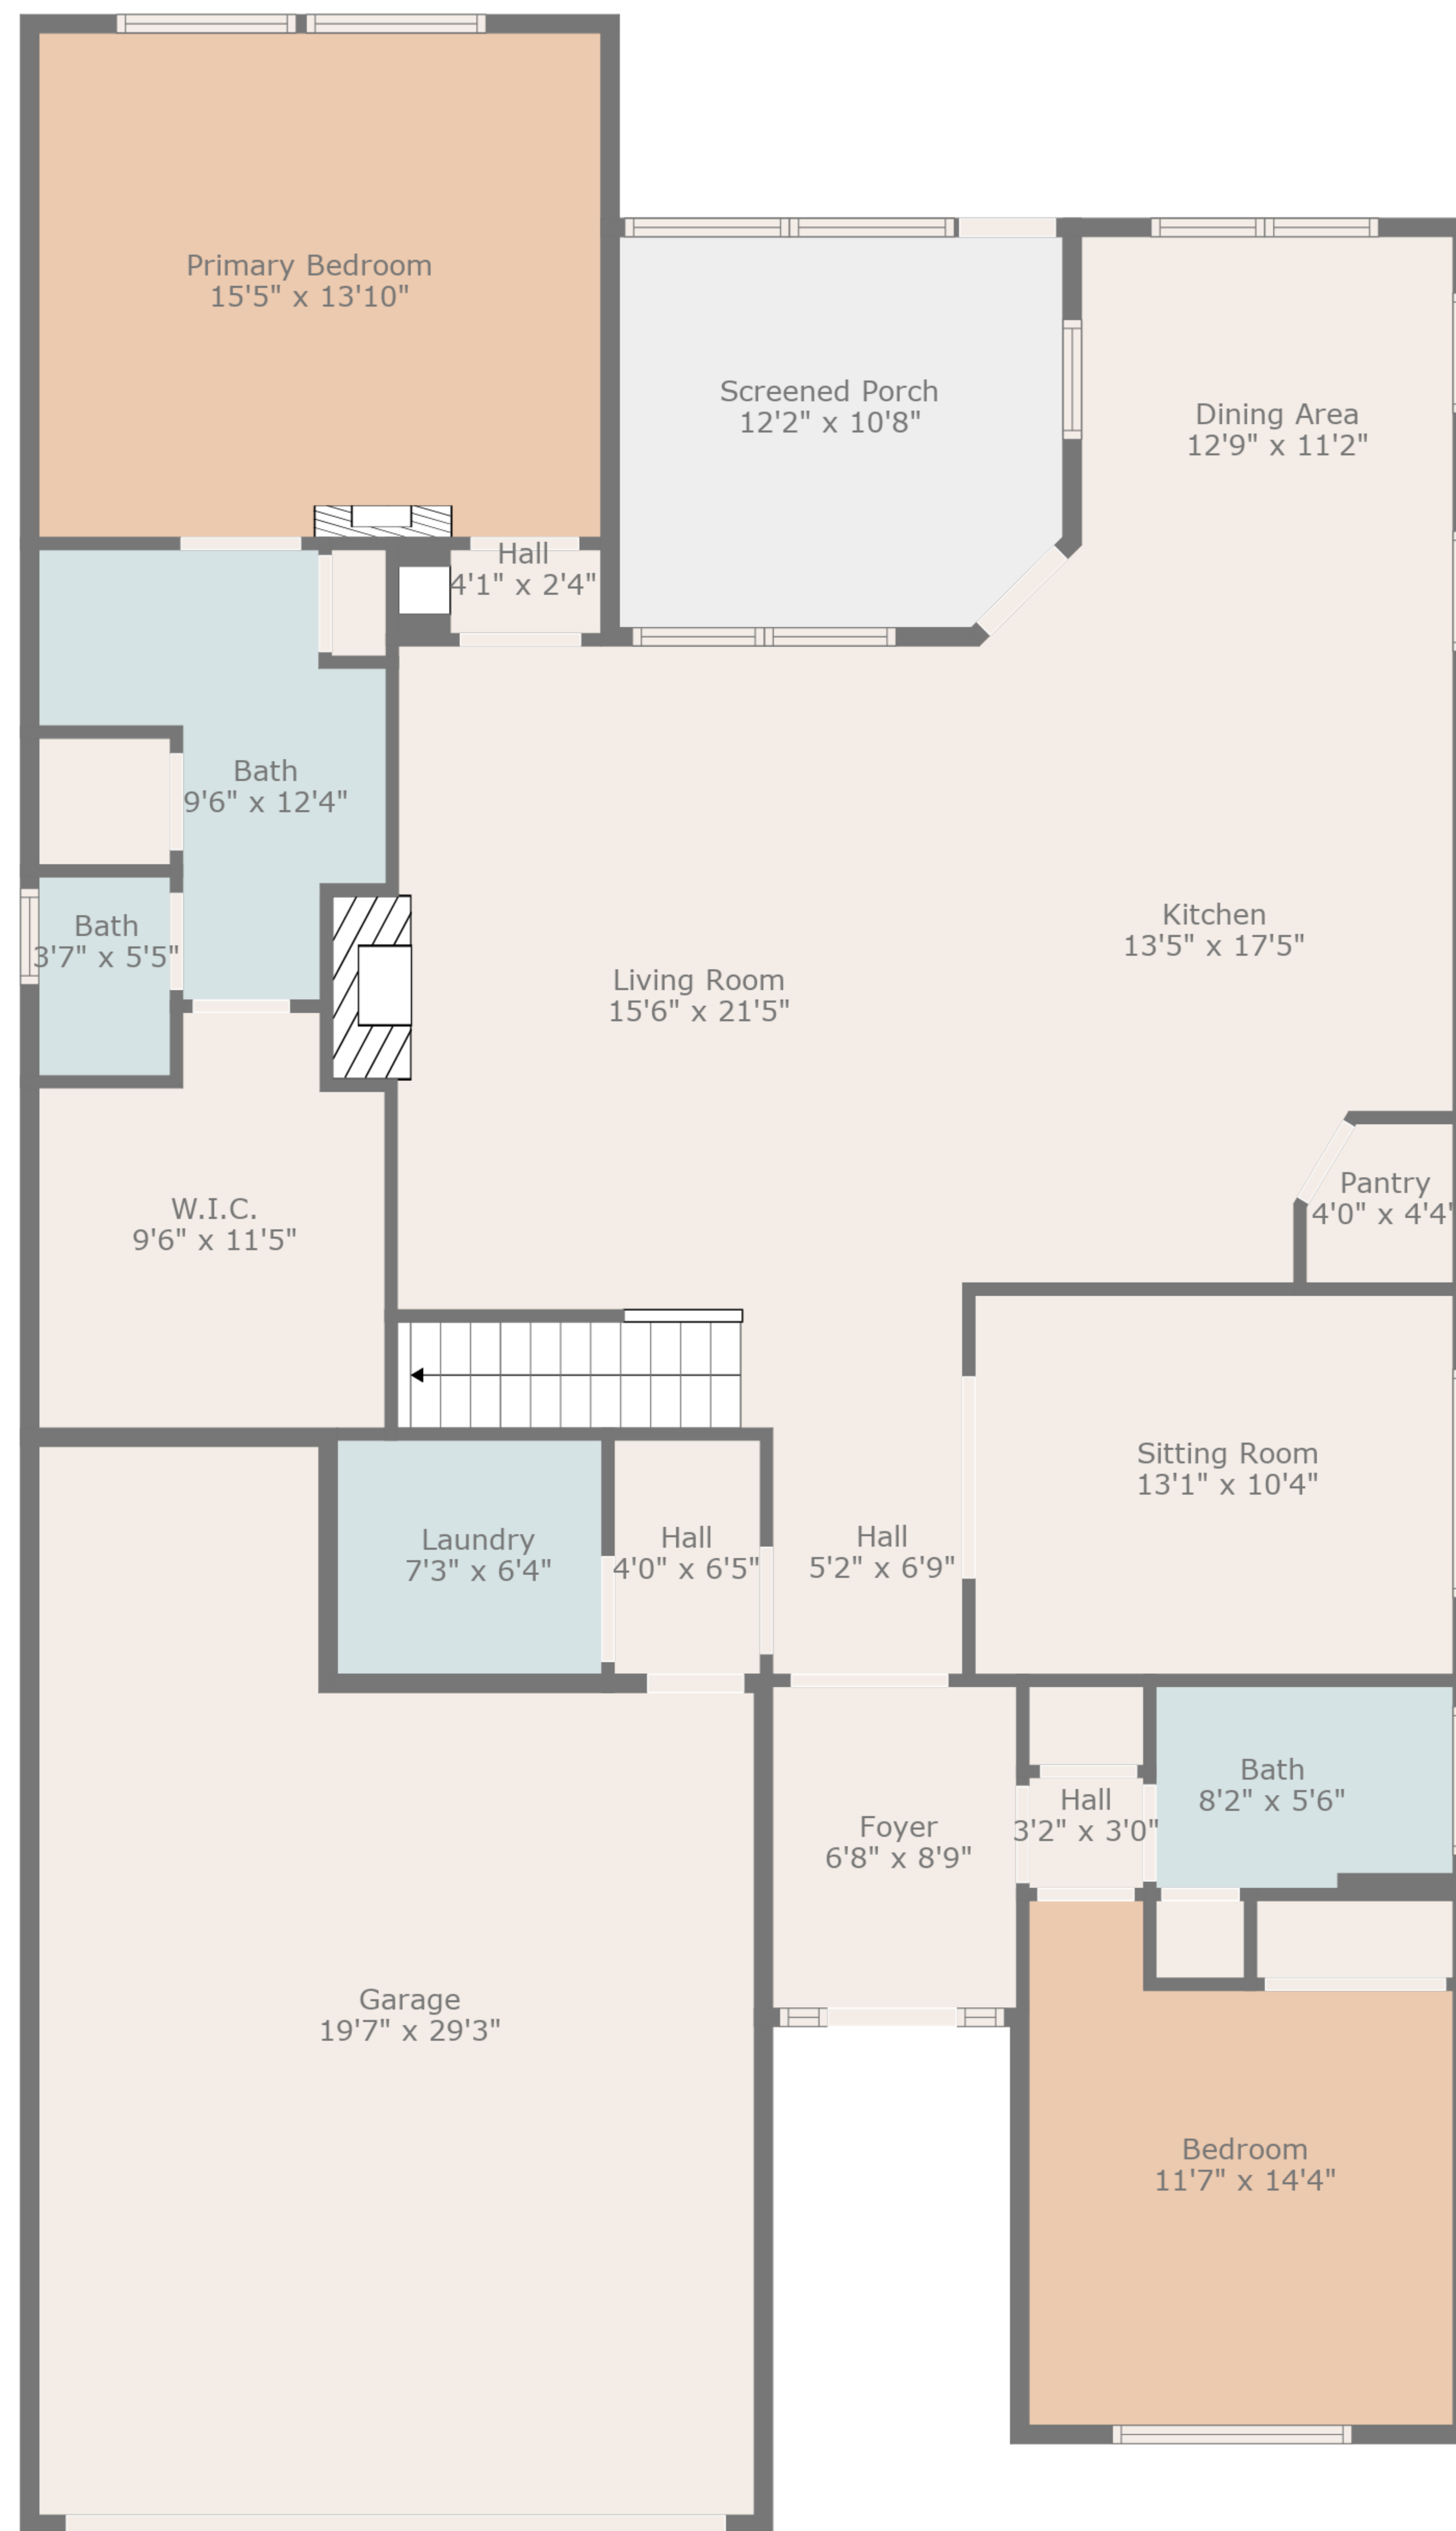 Primary Bedroom
15'5" x 13'10"
Screened Porch
12'2" x 10'8"
Dining Area
12'9" x 11'2"
Hall
4'1" x 2'4"
Bath
9'6" x 12'4"
Bath
3'7" x 5'5"
Living Room
15'6" x 21'5"
Kitchen
13'5" x 17'5"
Pantry
4'0" x 4'4"
W.I.C.
9'6" x 11'5"
Sitting Room
13'1" x 10'4"
Laundry
7'3" x 6'4"
Hall
4'0" x 6'5"
Hall
5'2" x 6'9"
Foyer
6'8" x 8'9"
Hall
3'2" x 3'0"
Bath
8'2" x 5'6"
Garage
19'7" x 29'3"
Bedroom
11'7" x 14'4"